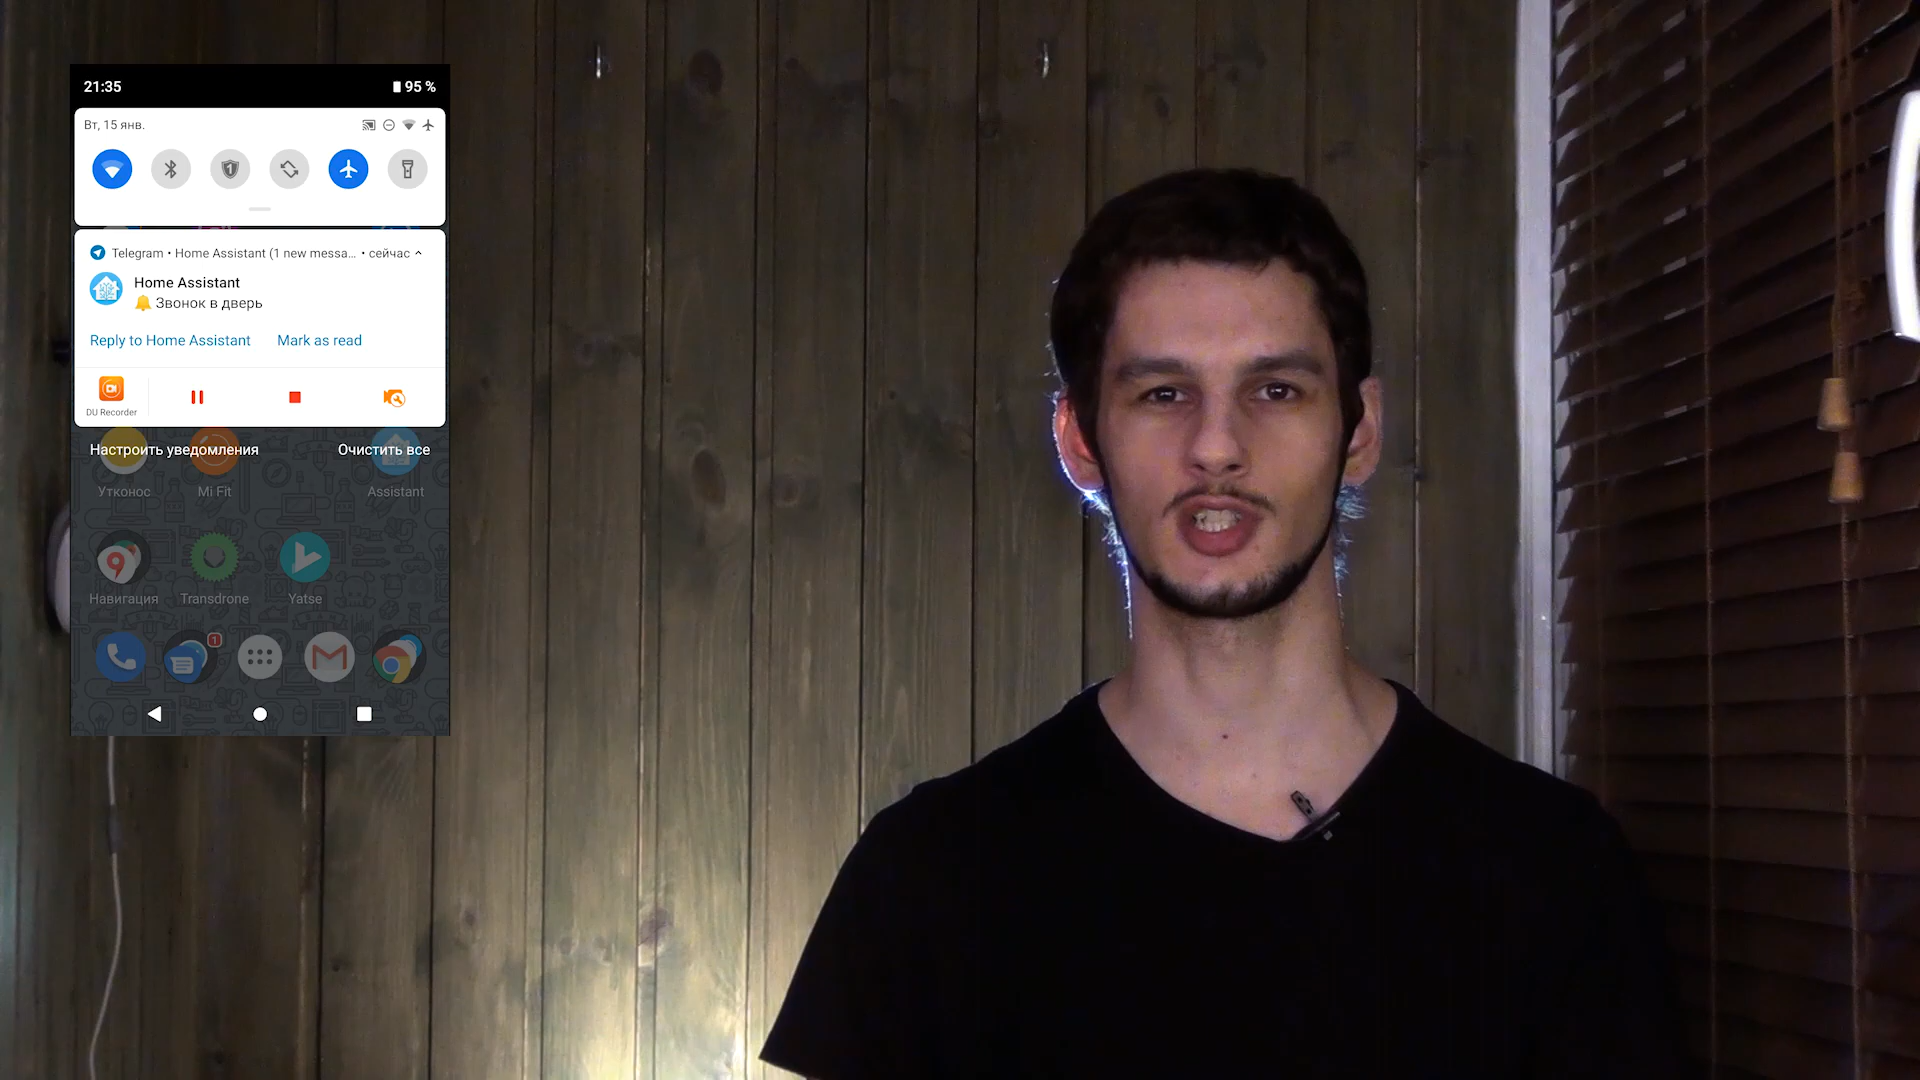 21:35
95 %
Вт, 15 янв.
Telegram • Home Assistant (1 new messa... • сейчас
Home Assistant
🔔 Звонок в дверь
Reply to Home Assistant Mark as read
DU Recorder
Настроить уведомления Очистить все
Утконос Mi Fit Assistant
Навигация Transdrone Yatse
1